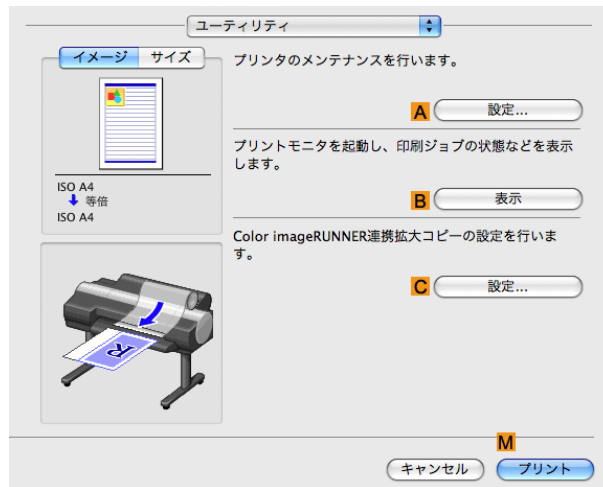 ユーティリティ
イメージ サイズ
プリンタのメンテナンスを行います。
A 設定...
プリントモニタを起動し、印刷ジョブの状態などを表示
します。
B 表示
ISO A4
等倍
ISO A4
Color imageRUNNER連携拡大コピーの設定を行いま
す。
C 設定...
R
M
キャンセル プリント